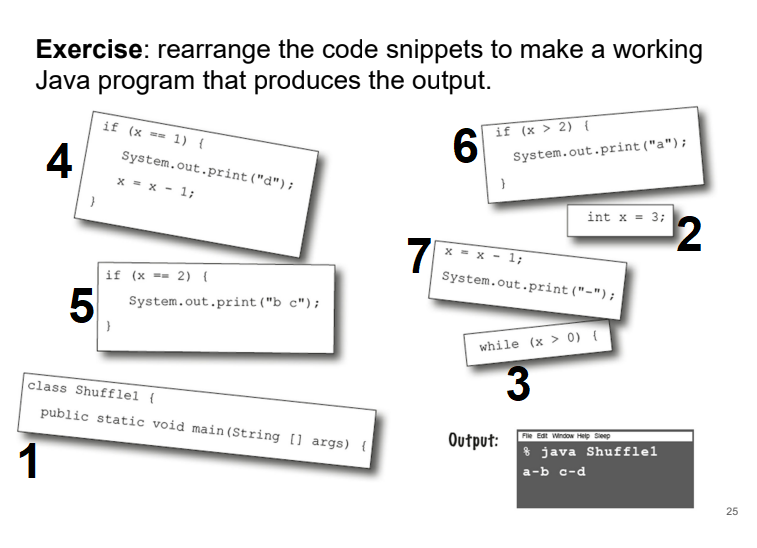 Exercise: rearrange the code snippets to make a working
Java program that produces the output.
4
if (x == 1) {
System.out.print("d");
x = x - 1;
}
6
if (x > 2) {
System.out.print("a");
}
int x = 3;
2
7
x = x - 1;
System.out.print("-");
5
if (x == 2) {
System.out.print("b c");
}
while (x > 0) {
3
class Shuffle1 {
public static void main(String [] args) {
1
Output:
File Edit Window Help Sleep
% java Shuffle1
a-b c-d
25